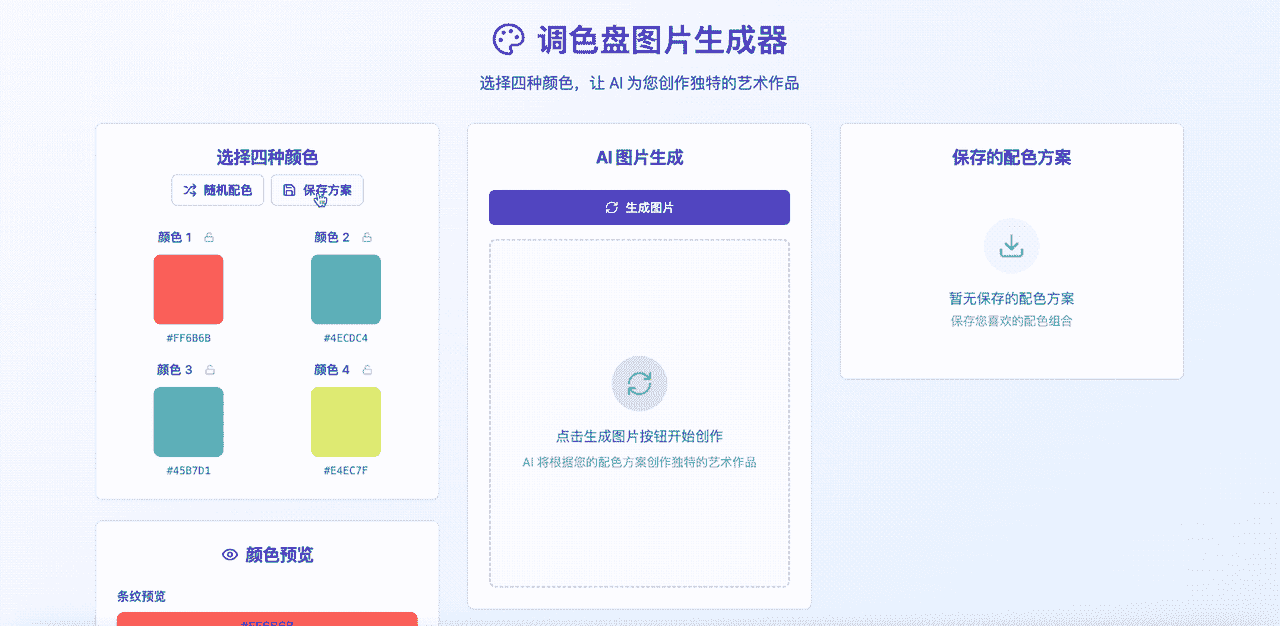 调色盘图片生成器
选择四种颜色，让 AI 为您创作独特的艺术作品
选择四种颜色
随机配色
保存方案
颜色 1
颜色 2
#FF6B6B
#4ECDC4
颜色 3
颜色 4
#45B7D1
#E4EC7F
颜色预览
条纹预览
#FF6B6B
AI 图片生成
生成图片
点击生成图片按钮开始创作
AI 将根据您的配色方案创作独特的艺术作品
保存的配色方案
暂无保存的配色方案
保存您喜欢的配色组合